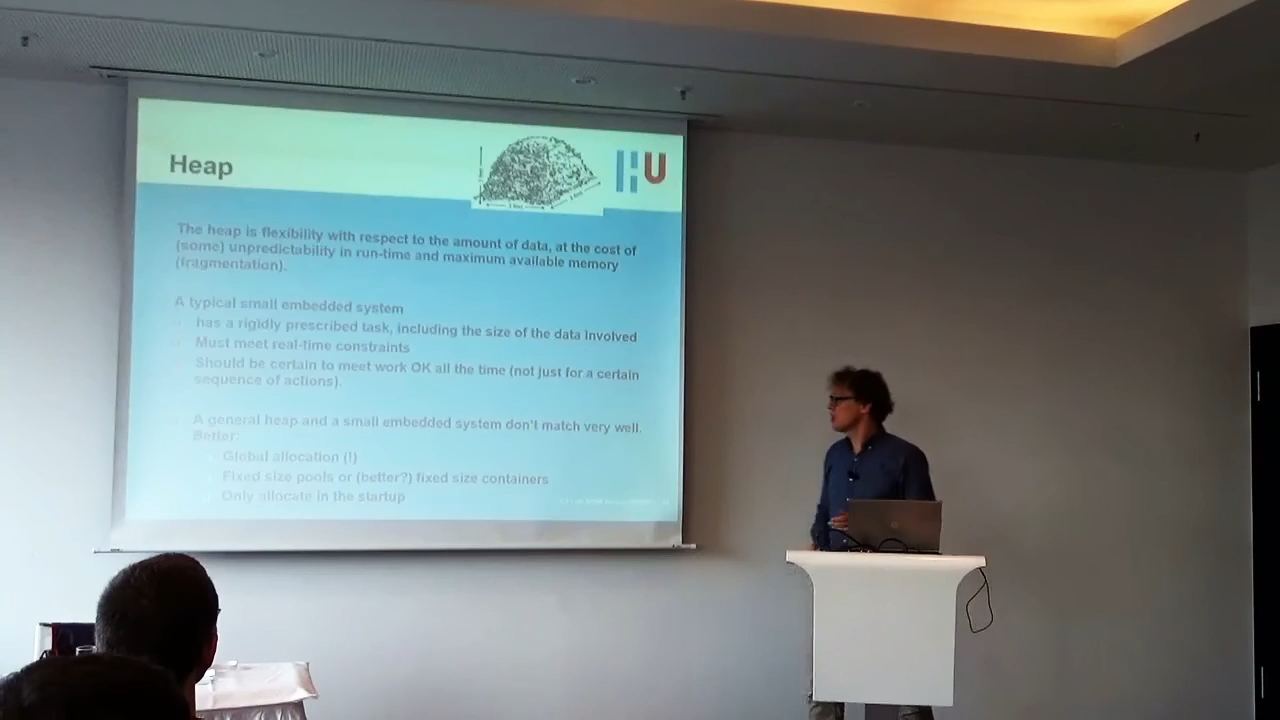 Heap
HU
The heap is flexibility with respect to the amount of data, at the cost of
(some) unpredictability in run-time and maximum available memory
(fragmentation).
A typical small embedded system
has a rigidly prescribed task, including the size of the data involved
Must meet real-time constraints
Should be certain to meet work OK all the time (not just for a certain
sequence of actions).
A general heap and a small embedded system don't match very well.
Better:
Global allocation (!)
Fixed size pools or (better?) fixed size containers
Only allocate in the startup